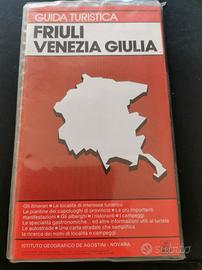 GUIDA TURISTICA
FRIULI
VENEZIA GIULIA
Gli itinerari • Le località di interesse turistico
Le piantine dei capoluoghi di provincia • Le più importanti
manifestazioni • Gli alberghi • I ristoranti • I campeggi
Le specialità gastronomiche... ed altre informazioni utili al turista
Le autostrade • Una carta stradale che semplifica
la ricerca dei nomi di località e campeggi
ISTITUTO GEOGRAFICO DE AGOSTINI - NOVARA
subito